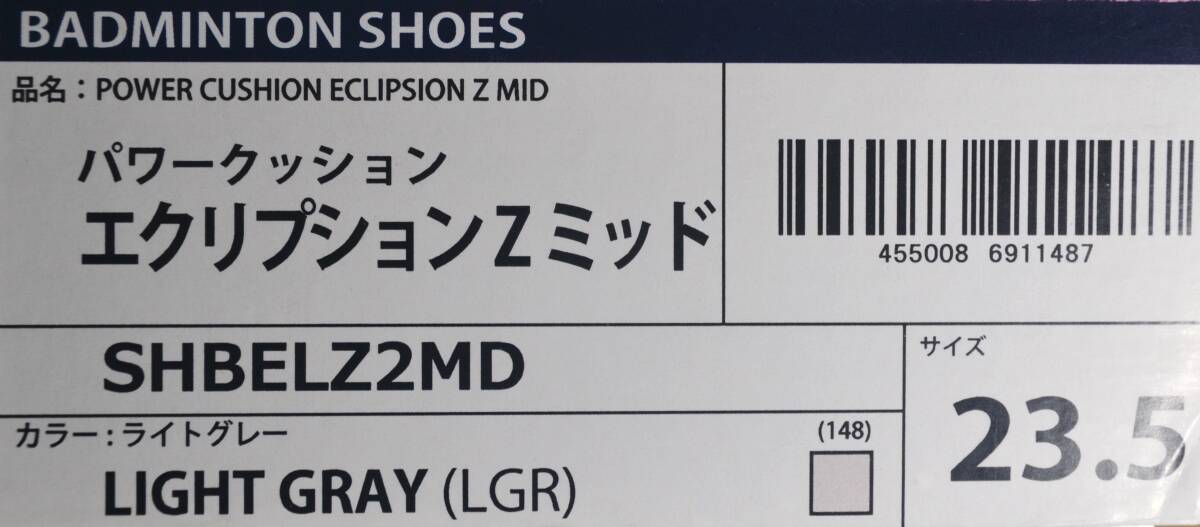 BADMINTON SHOES
品名：POWER CUSHION ECLIPSION Z MID
パワークッション
エクリプションZミッド
455008 6911487
SHBELZ2MD
サイズ
23.5
カラー：ライトグレー
(148)
LIGHT GRAY (LGR)